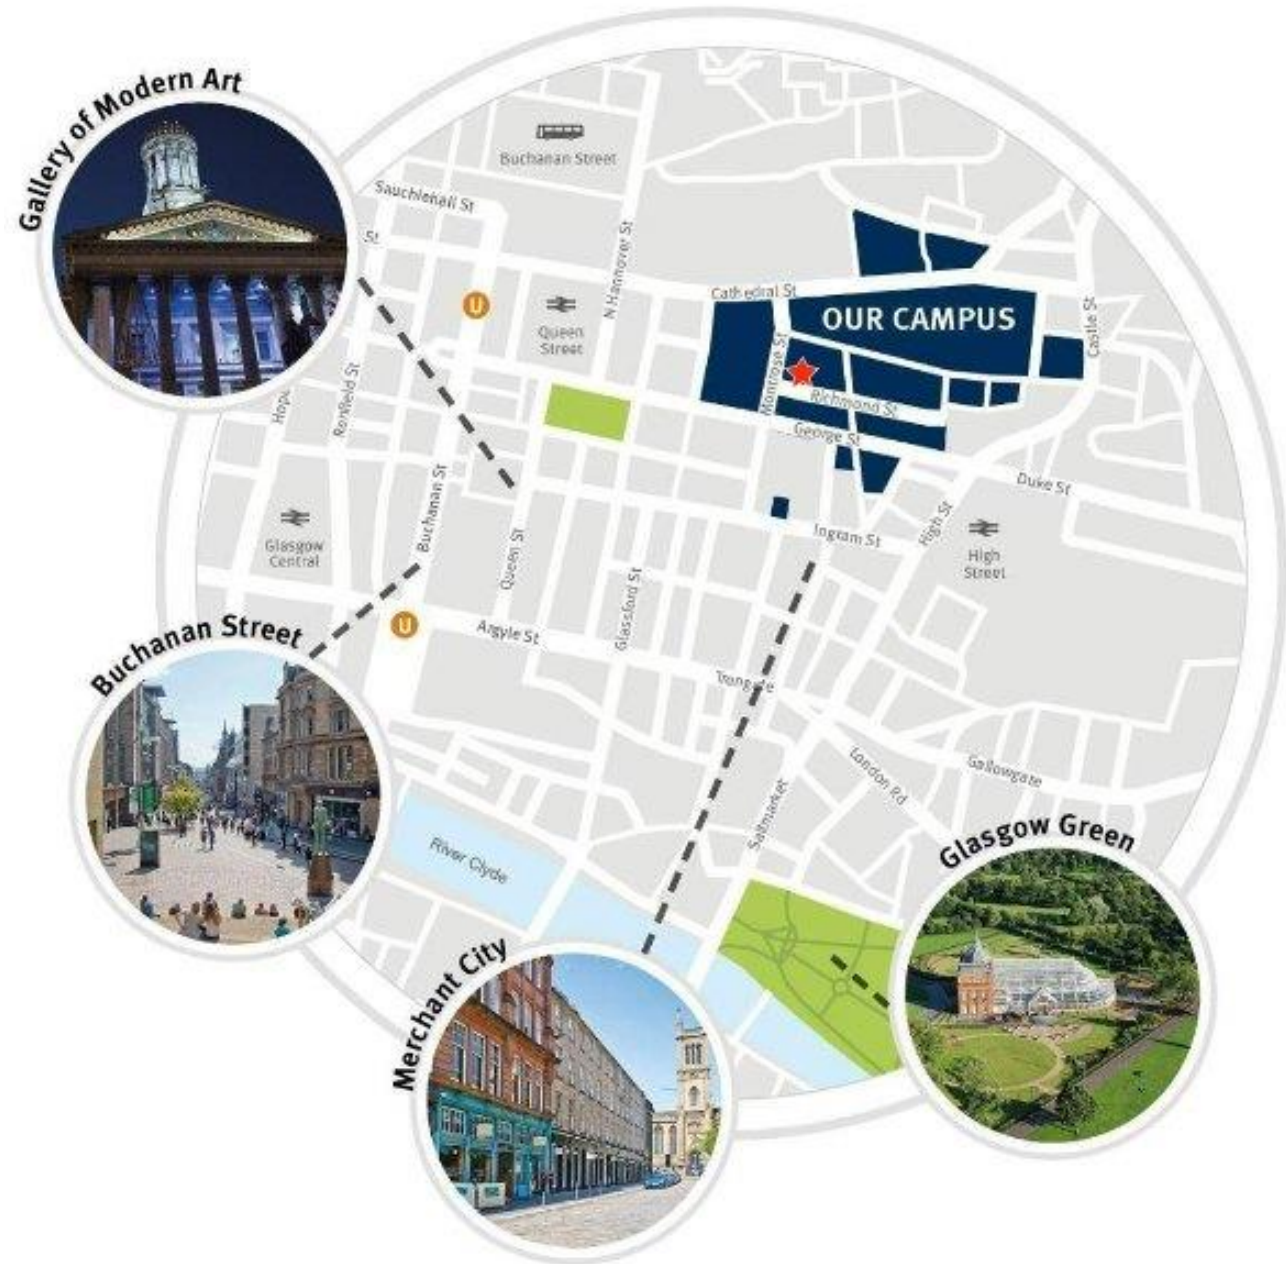 Gallery of Modern Art
Buchanan Street
Sauchiehall St
St
N Hannover St
Cathedral St
OUR CAMPUS
Castle St
U
Queen
Street
Montrose St
Richmond St
George St
Renfield St
Duke St
Buchanan St
Queen St
Ingram St
High St
High
Street
Glasgow
Central
Glassford St
U
Argyle St
Trongate
Buchanan Street
London Rd
Gallowgate
Saltmarket
River Clyde
Glasgow Green
Merchant City